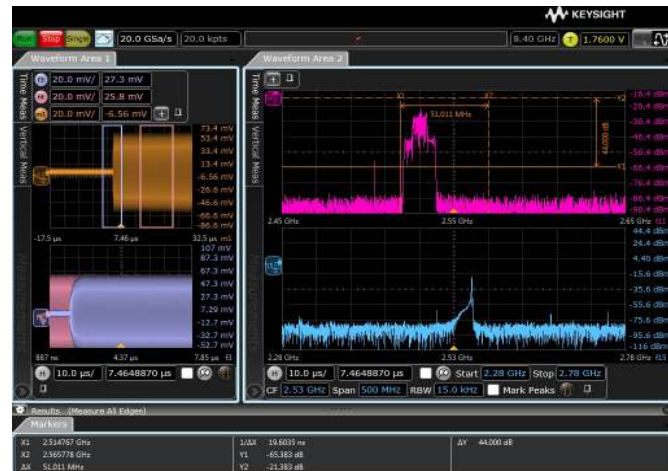 KEYSIGHT
Run Stop Single 20.0 GSa/s 20.0 kpts 8.40 GHz T 1.7600 V
Waveform Area 1
Waveform Area 2
Time Meas
Vertical Meas
20.0 mV/ 27.3 mV
20.0 mV/ 25.8 mV
20.0 mV/ -6.56 mV
73.4 mV
53.4 mV
33.4 mV
13.4 mV
-6.56 mV
-26.6 mV
-46.6 mV
-66.6 mV
-86.6 mV
-17.5 µs 7.46 µs 32.5 µs
107 mV
87.3 mV
67.3 mV
47.3 mV
27.3 mV
7.29 mV
-12.7 mV
-32.7 mV
-52.7 mV
887 ns 4.37 µs 7.85 µs
H 10.0 µs/ 7.4648870 µs
Time Meas
Vertical Meas
X1 X2
51.011 MHz
44.000 dB
Y2
Y1
-16.4 dBm
-26.4 dBm
-36.4 dBm
-46.4 dBm
-56.4 dBm
-66.4 dBm
-76.4 dBm
-86.4 dBm
-96.4 dBm
2.45 GHz 2.55 GHz 2.65 GHz
44.4 dBm
24.4 dBm
4.40 dBm
-15.6 dBm
-35.6 dBm
-55.6 dBm
-75.6 dBm
-95.6 dBm
-116 dBm
2.28 GHz 2.53 GHz 2.78 GHz
H 10.0 µs/ 7.4648870 µs Start 2.28 GHz Stop 2.78 GHz
CF 2.53 GHz Span 500 MHz RBW 15.0 kHz Mark Peaks
Results (Measure All Edges)
Markers
X1 2.514767 GHz 1/ΔX 19.6035 ns ΔY 44.000 dB
X2 2.565778 GHz Y1 -65.383 dB
ΔX 51.011 MHz Y2 -21.383 dB